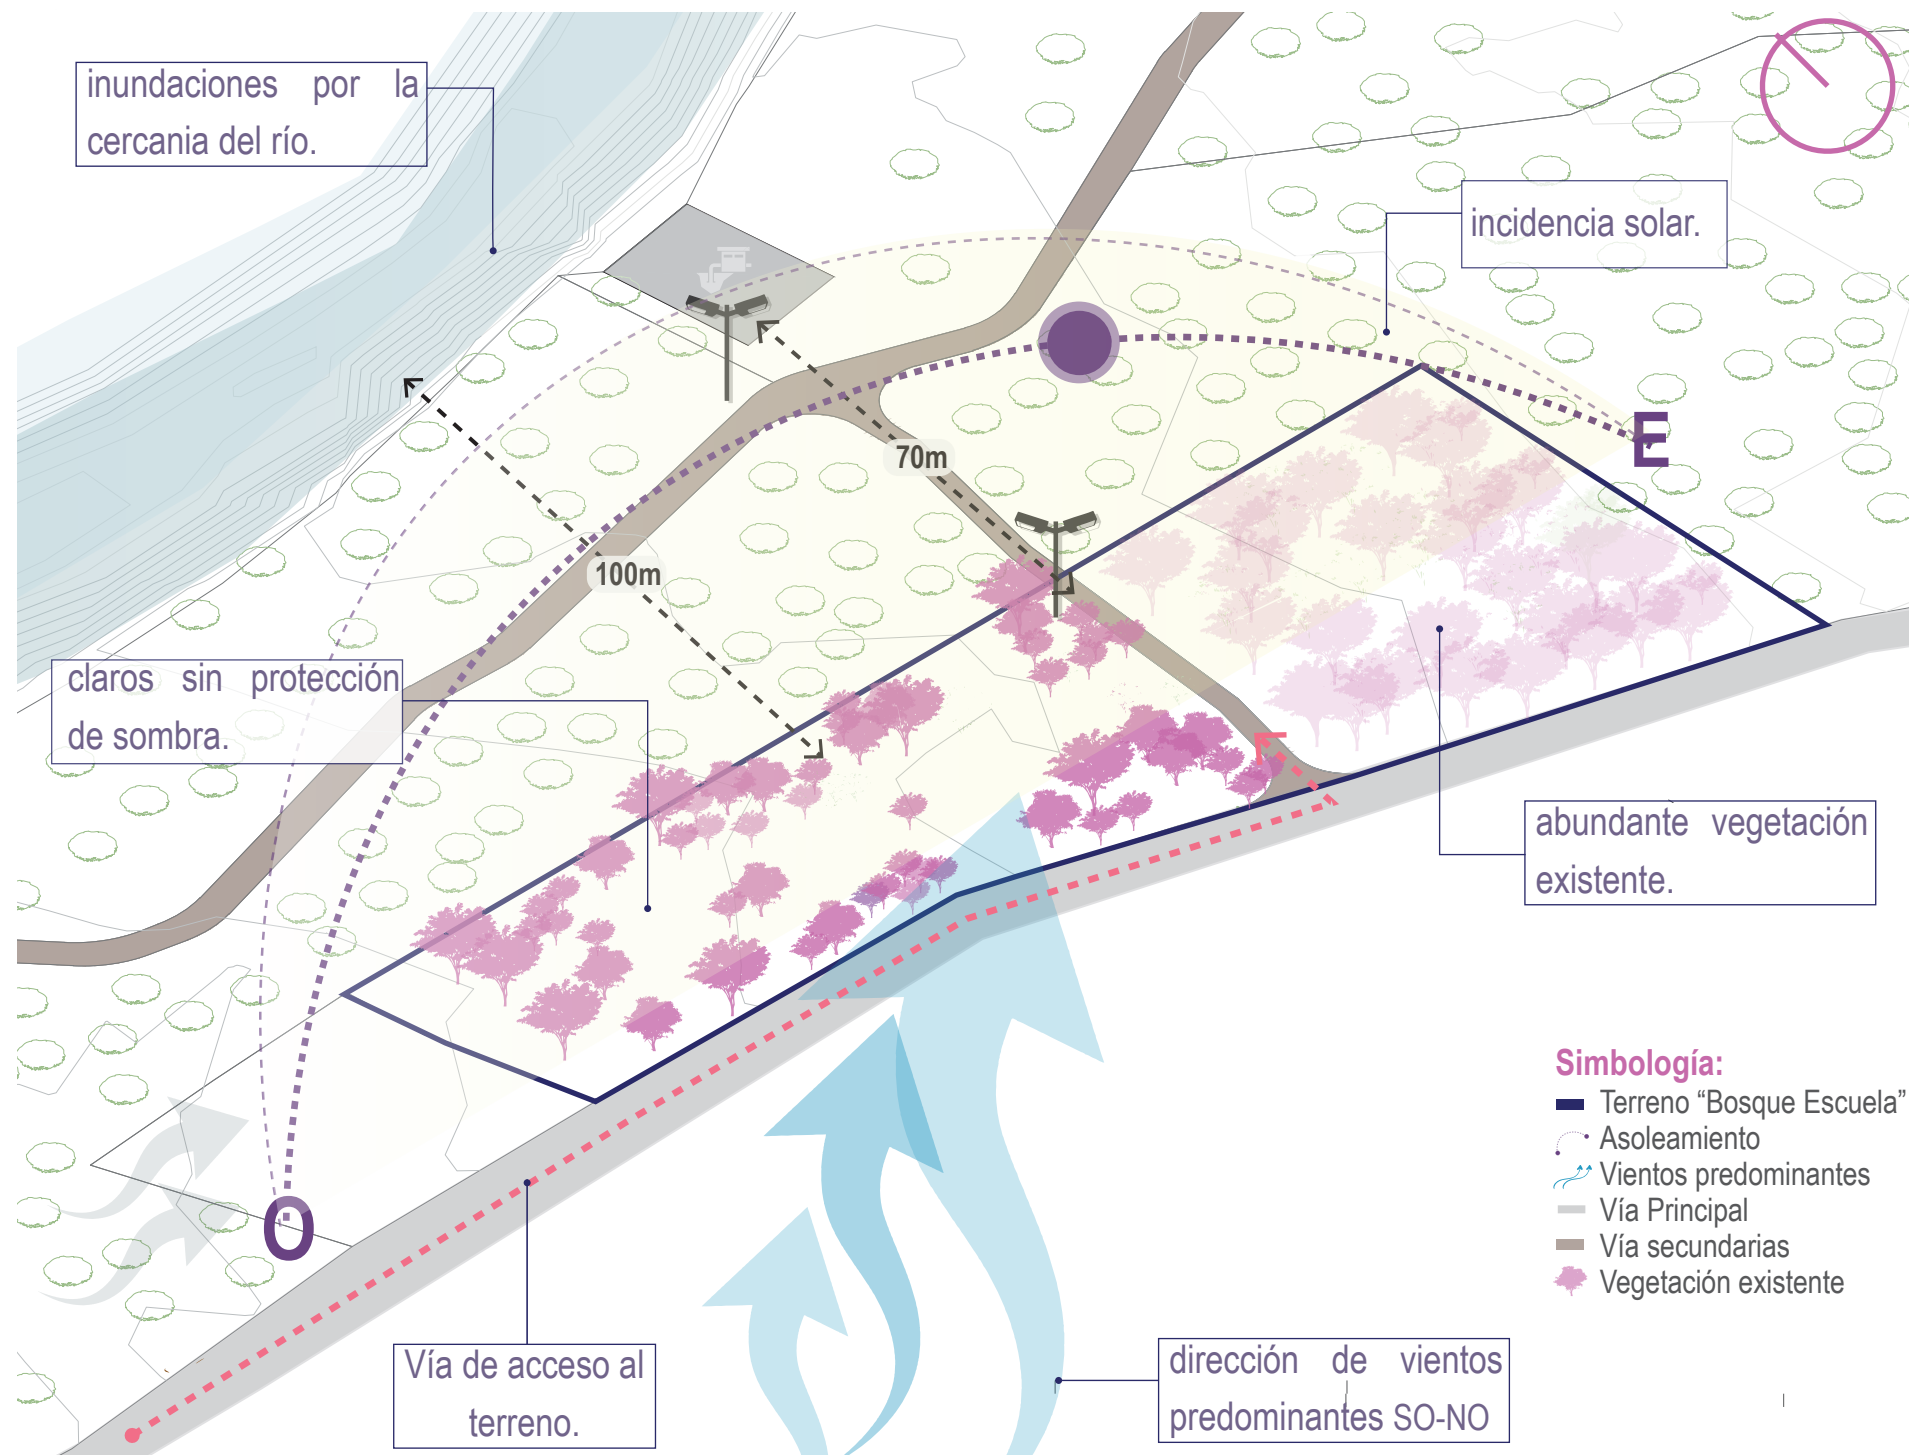 inundaciones por la
cercania del río.
incidencia solar.
E
70m
100m
claros sin protección
de sombra.
abundante vegetación
existente.
O
Simbología:
Terreno “Bosque Escuela”
Asoleamiento
Vientos predominantes
Vía Principal
Vía secundarias
Vegetación existente
Vía de acceso al
terreno.
dirección de vientos
predominantes SO-NO